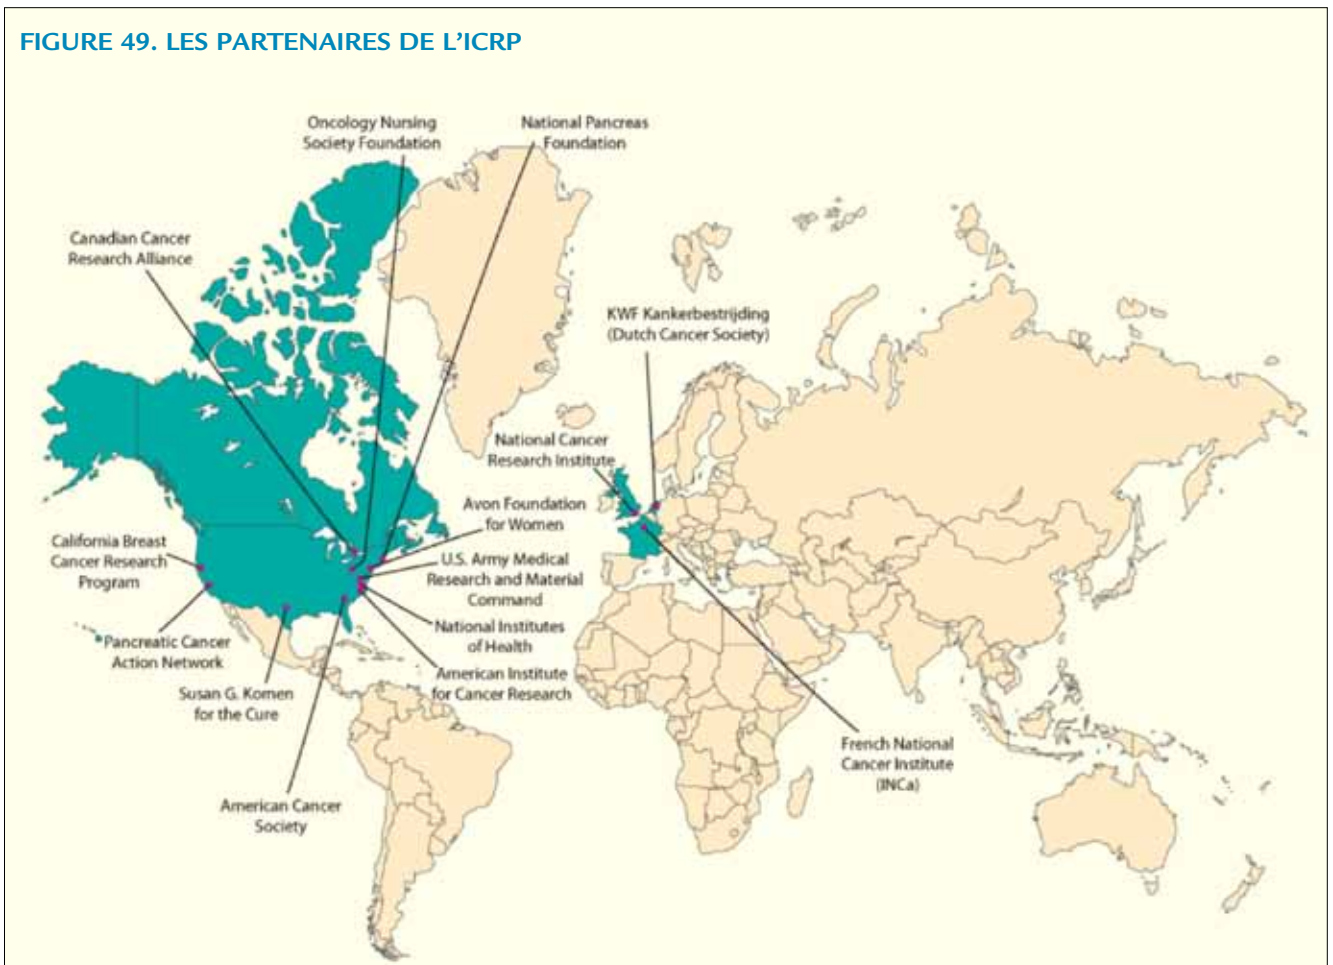 FIGURE 49. LES PARTENAIRES DE L'ICRP
Oncology Nursing
Society Foundation
National Pancreas
Foundation
Canadian Cancer
Research Alliance
KWF Kankerbestrijding
(Dutch Cancer Society)
National Cancer
Research Institute
Avon Foundation
for Women
California Breast
Cancer Research
Program
U.S. Army Medical
Research and Material
Command
National Institutes
of Health
Pancreatic Cancer
Action Network
American Institute
for Cancer Research
Susan G. Komen
for the Cure
French National
Cancer Institute
(INCa)
American Cancer
Society